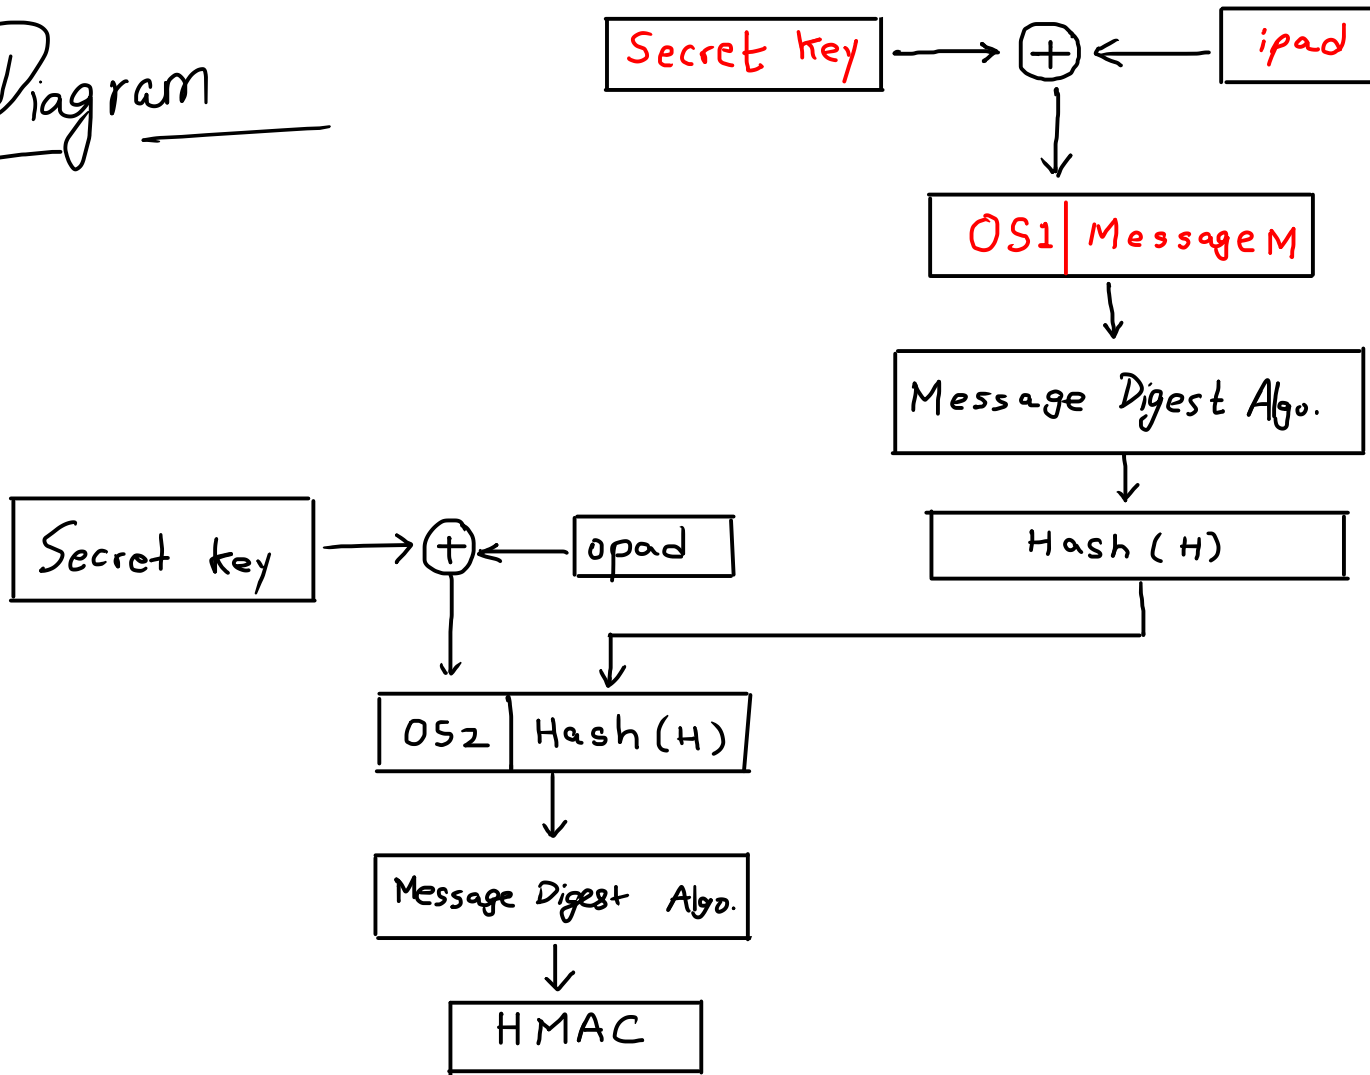 Diagram
Secret key
+
ipad
OS1 Message M
Message Digest Algo.
Hash (H)
Secret key
+
opad
OS2 Hash (H)
Message Digest Algo.
HMAC